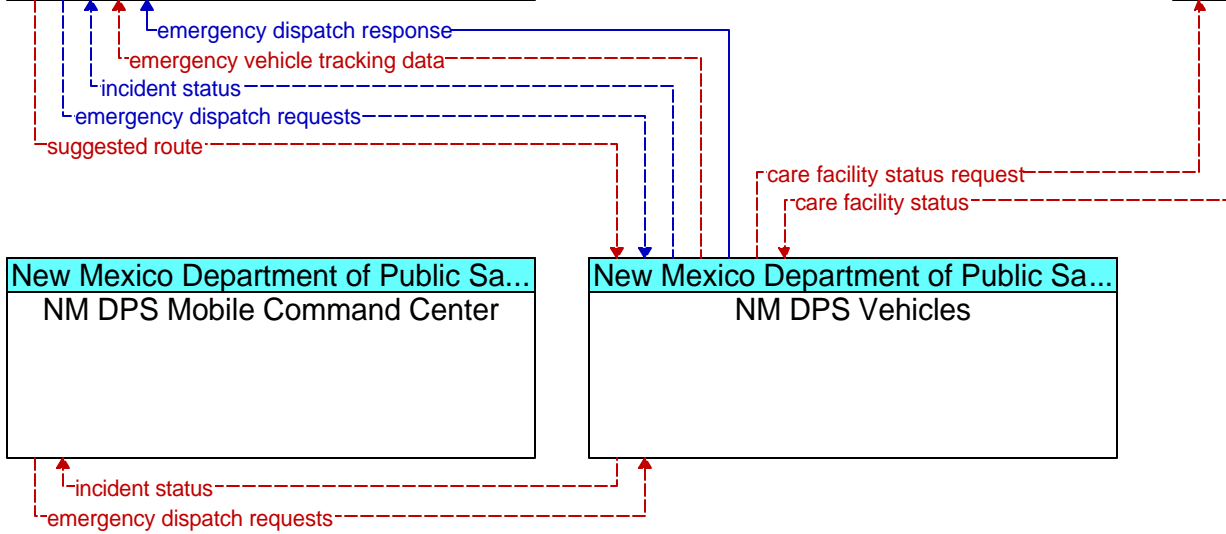 emergency dispatch response
emergency vehicle tracking data
incident status
emergency dispatch requests
suggested route
care facility status request
care facility status
New Mexico Department of Public Sa...
NM DPS Mobile Command Center
New Mexico Department of Public Sa...
NM DPS Vehicles
incident status
emergency dispatch requests